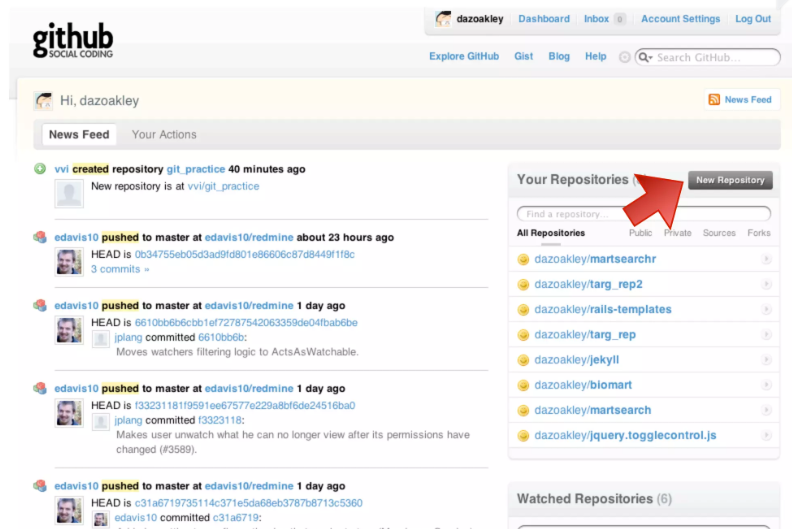 github
SOCIAL CODING
dazoakley Dashboard Inbox 0 Account Settings Log Out
Explore GitHub Gist Blog Help Search GitHub...
Hi, dazoakley
News Feed
News Feed Your Actions
vvi created repository git_practice 40 minutes ago
New repository is at vvi/git_practice
edavis10 pushed to master at edavis10/redmine about 23 hours ago
HEAD is 0b34755eb05d3ad9fd801e86606c87d8449f1f8c
3 commits »
edavis10 pushed to master at edavis10/redmine 1 day ago
HEAD is 6610bb6b6cbb1ef72787542063359de04fbab6be
jplang committed 6610bb6b:
Moves watchers filtering logic to ActsAsWatchable.
edavis10 pushed to master at edavis10/redmine 1 day ago
HEAD is f33231181f9591ee67577e229a8bf6de24516ba0
jplang committed f3323118:
Makes user unwatch what he can no longer view after its permissions have
changed (#3589).
edavis10 pushed to master at edavis10/redmine 1 day ago
HEAD is c31a6719735114c371e5da68eb3787b8713c5360
edavis10 committed c31a6719:
Your Repositories
New Repository
Find a repository...
All Repositories Public Private Sources Forks
dazoakley/martsearchr
dazoakley/targ_rep2
dazoakley/rails-templates
dazoakley/targ_rep
dazoakley/jekyll
dazoakley/biomart
dazoakley/martsearch
dazoakley/jquery.togglecontrol.js
Watched Repositories (6)